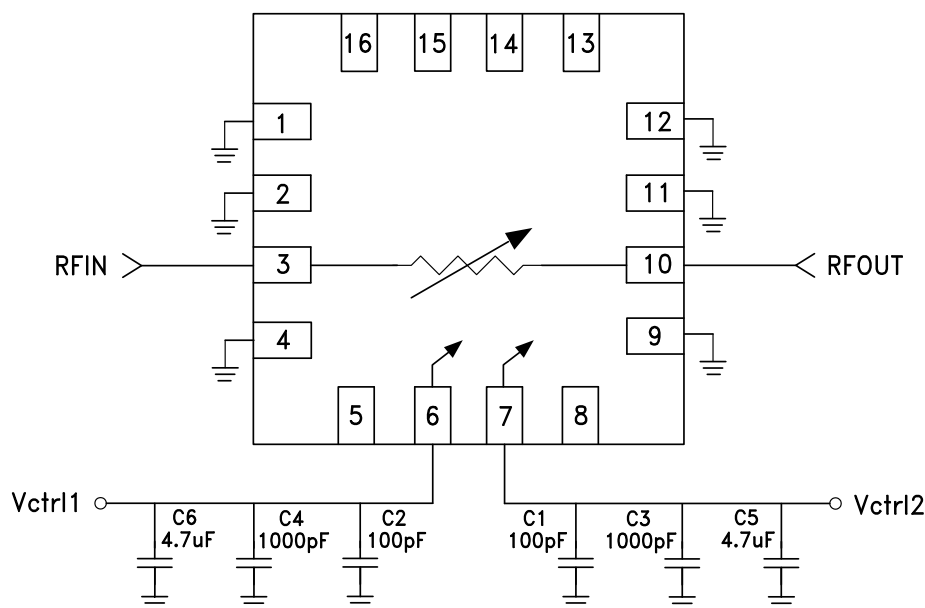 16 15 14 13
1 12
2 11
RFIN 3 10 RFOUT
4 9
5 6 7 8
Vctrl1 Vctrl2
C6 C4 C2 C1 C3 C5
4.7uF 1000pF 100pF 100pF 1000pF 4.7uF